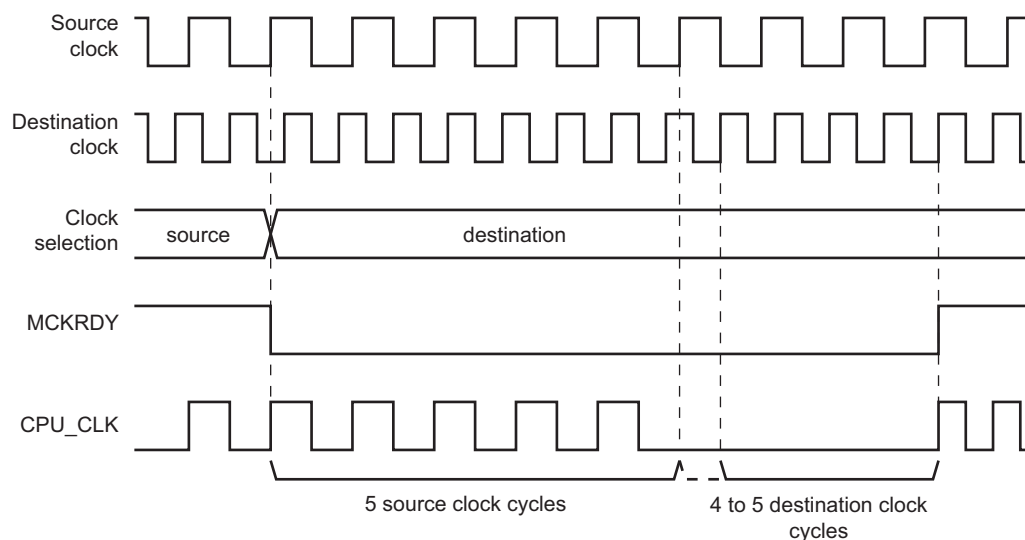 Source
clock
Destination
clock
Clock
selection
source
destination
MCKRDY
CPU_CLK
5 source clock cycles
4 to 5 destination clock
cycles